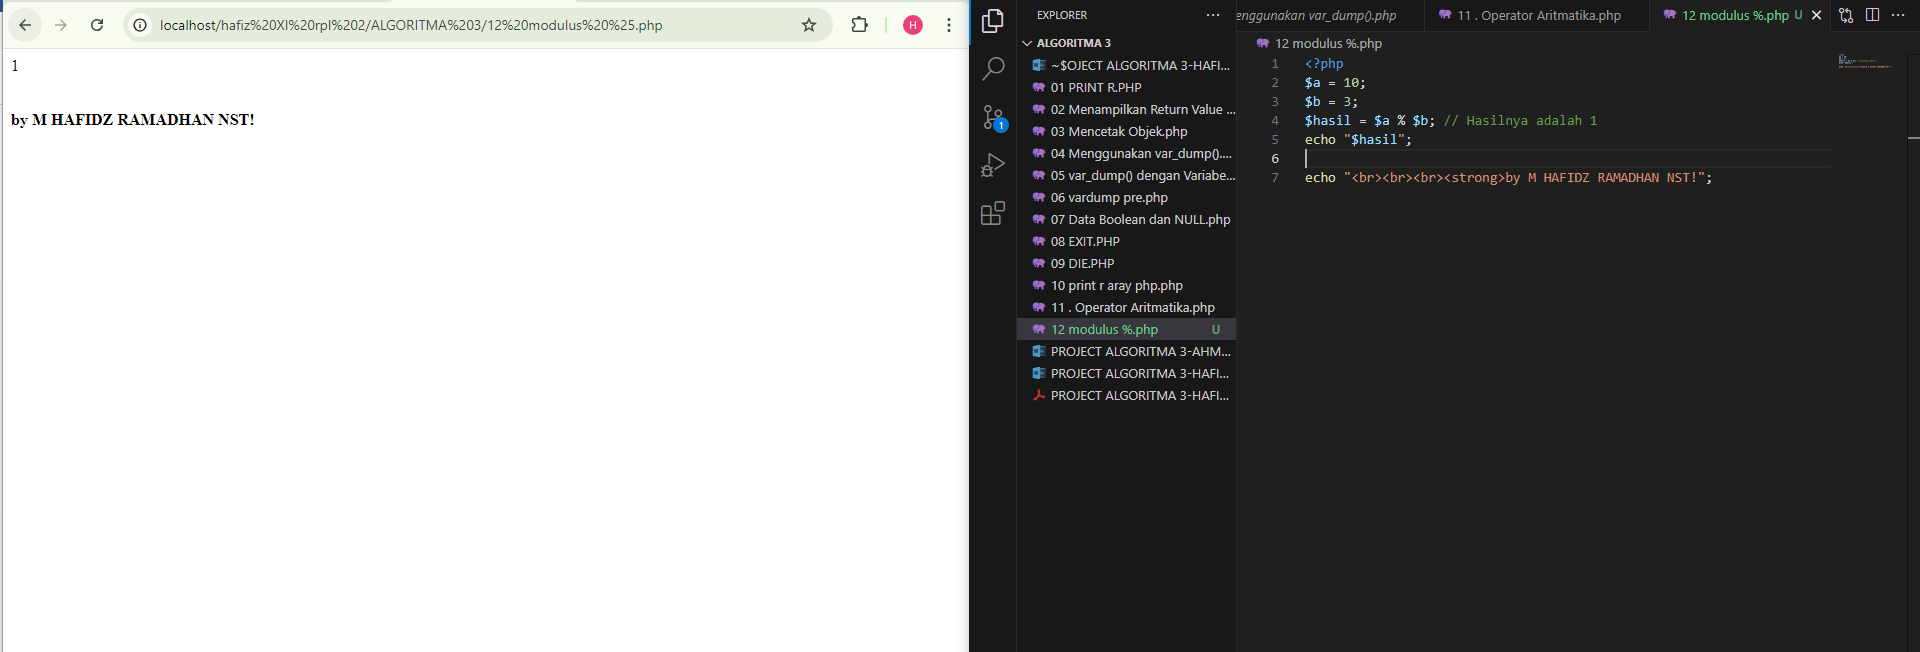 localhost/hafiz%20XI%20rpl%202/ALGORITMA%203/12%20modulus%20%25.php
H
1
by M HAFIDZ RAMADHAN NST!
1
EXPLORER
ALGORITMA 3
~$OJECT ALGORITMA 3-HAFI...
01 PRINT R.PHP
02 Menampilkan Return Value ...
03 Mencetak Objek.php
04 Menggunakan var_dump()....
05 var_dump() dengan Variabe...
06 vardump pre.php
07 Data Boolean dan NULL.php
08 EXIT.PHP
09 DIE.PHP
10 print r aray php.php
11 . Operator Aritmatika.php
12 modulus %.php U
PROJECT ALGORITMA 3-AHM...
PROJECT ALGORITMA 3-HAFI...
PROJECT ALGORITMA 3-HAFI...
enggunakan var_dump().php 11 . Operator Aritmatika.php 12 modulus %.php U
12 modulus %.php
1 <?php
2 $a = 10;
3 $b = 3;
4 $hasil = $a % $b; // Hasilnya adalah 1
5 echo "$hasil";
6
7 echo "<br><br><br><strong>by M HAFIDZ RAMADHAN NST!";